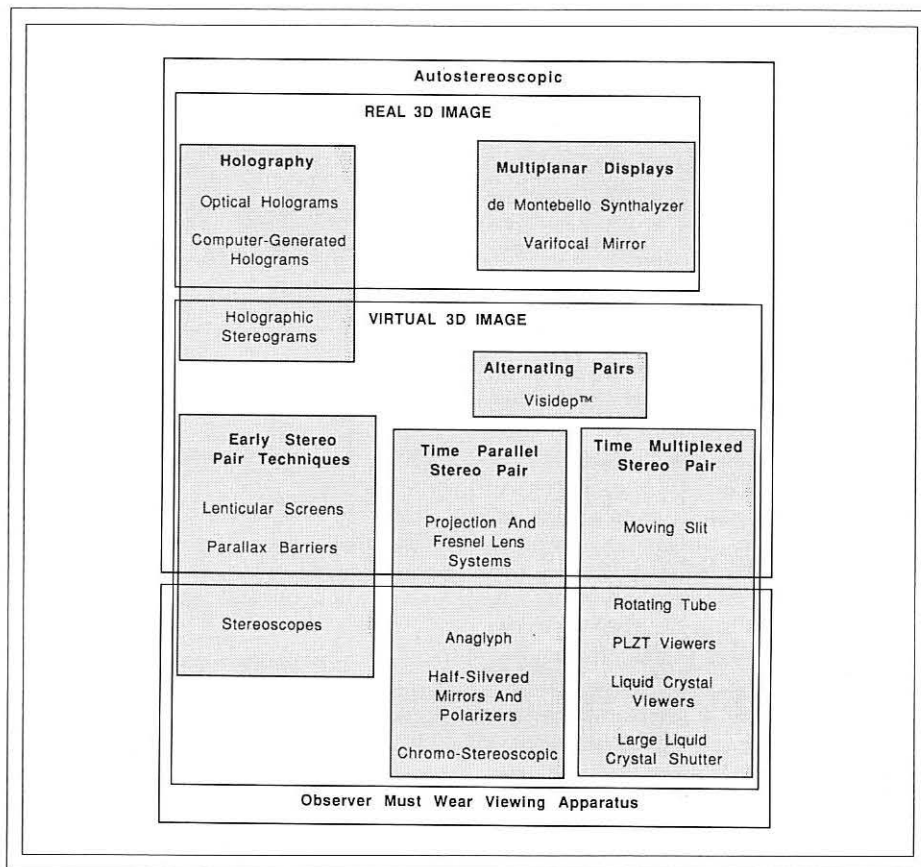 Autostereoscopic
REAL 3D IMAGE
Holography
Optical Holograms
Computer-Generated
Holograms
Multiplanar Displays
de Montebello Synthalyzer
Varifocal Mirror
Holographic
Stereograms
VIRTUAL 3D IMAGE
Alternating Pairs
Visidep™
Early Stereo
Pair Techniques
Lenticular Screens
Parallax Barriers
Stereoscopes
Time Parallel
Stereo Pair
Projection And
Fresnel Lens
Systems
Anaglyph
Half-Silvered
Mirrors And
Polarizers
Chromo-Stereoscopic
Time Multiplexed
Stereo Pair
Moving Slit
Rotating Tube
PLZT Viewers
Liquid Crystal
Viewers
Large Liquid
Crystal Shutter
Observer Must Wear Viewing Apparatus